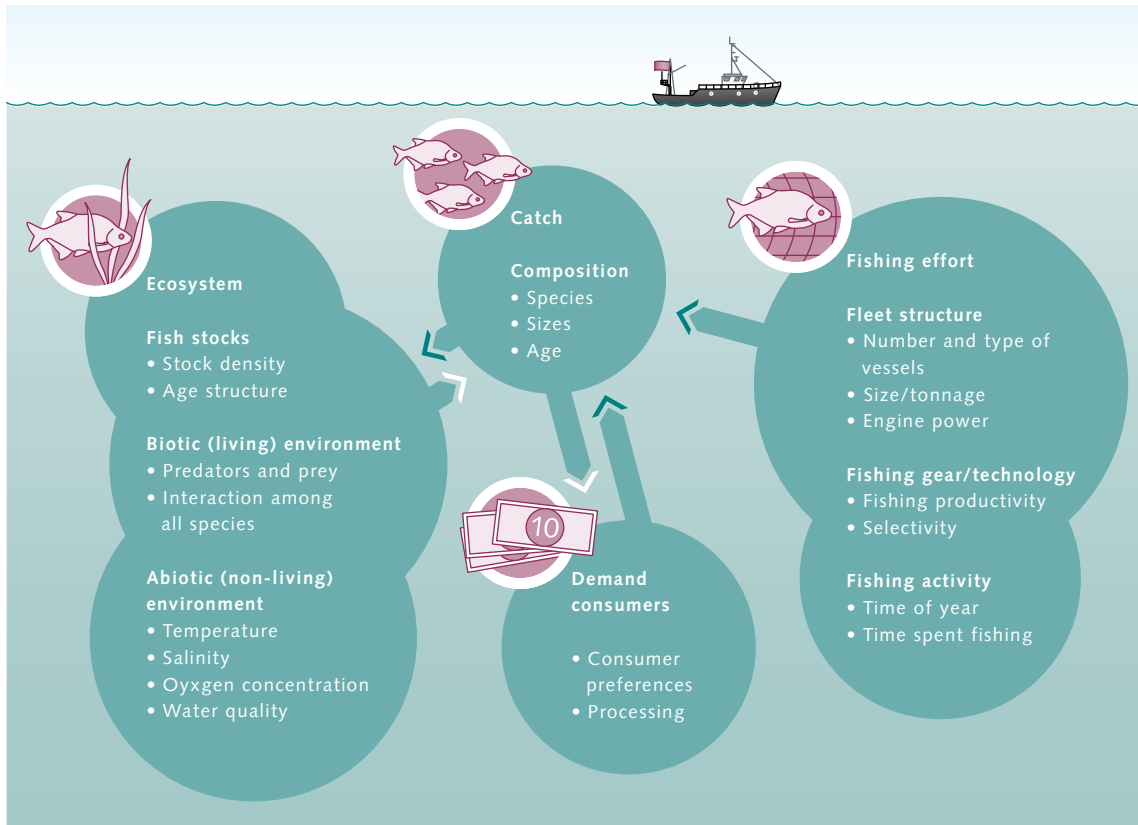 Ecosystem
Fish stocks
• Stock density
• Age structure
Biotic (living) environment
• Predators and prey
• Interaction among
all species
Abiotic (non-living)
environment
• Temperature
• Salinity
• Oyxgen concentration
• Water quality
Catch
Composition
• Species
• Sizes
• Age
10
Demand
consumers
• Consumer
preferences
• Processing
Fishing effort
Fleet structure
• Number and type of
vessels
• Size/tonnage
• Engine power
Fishing gear/technology
• Fishing productivity
• Selectivity
Fishing activity
• Time of year
• Time spent fishing